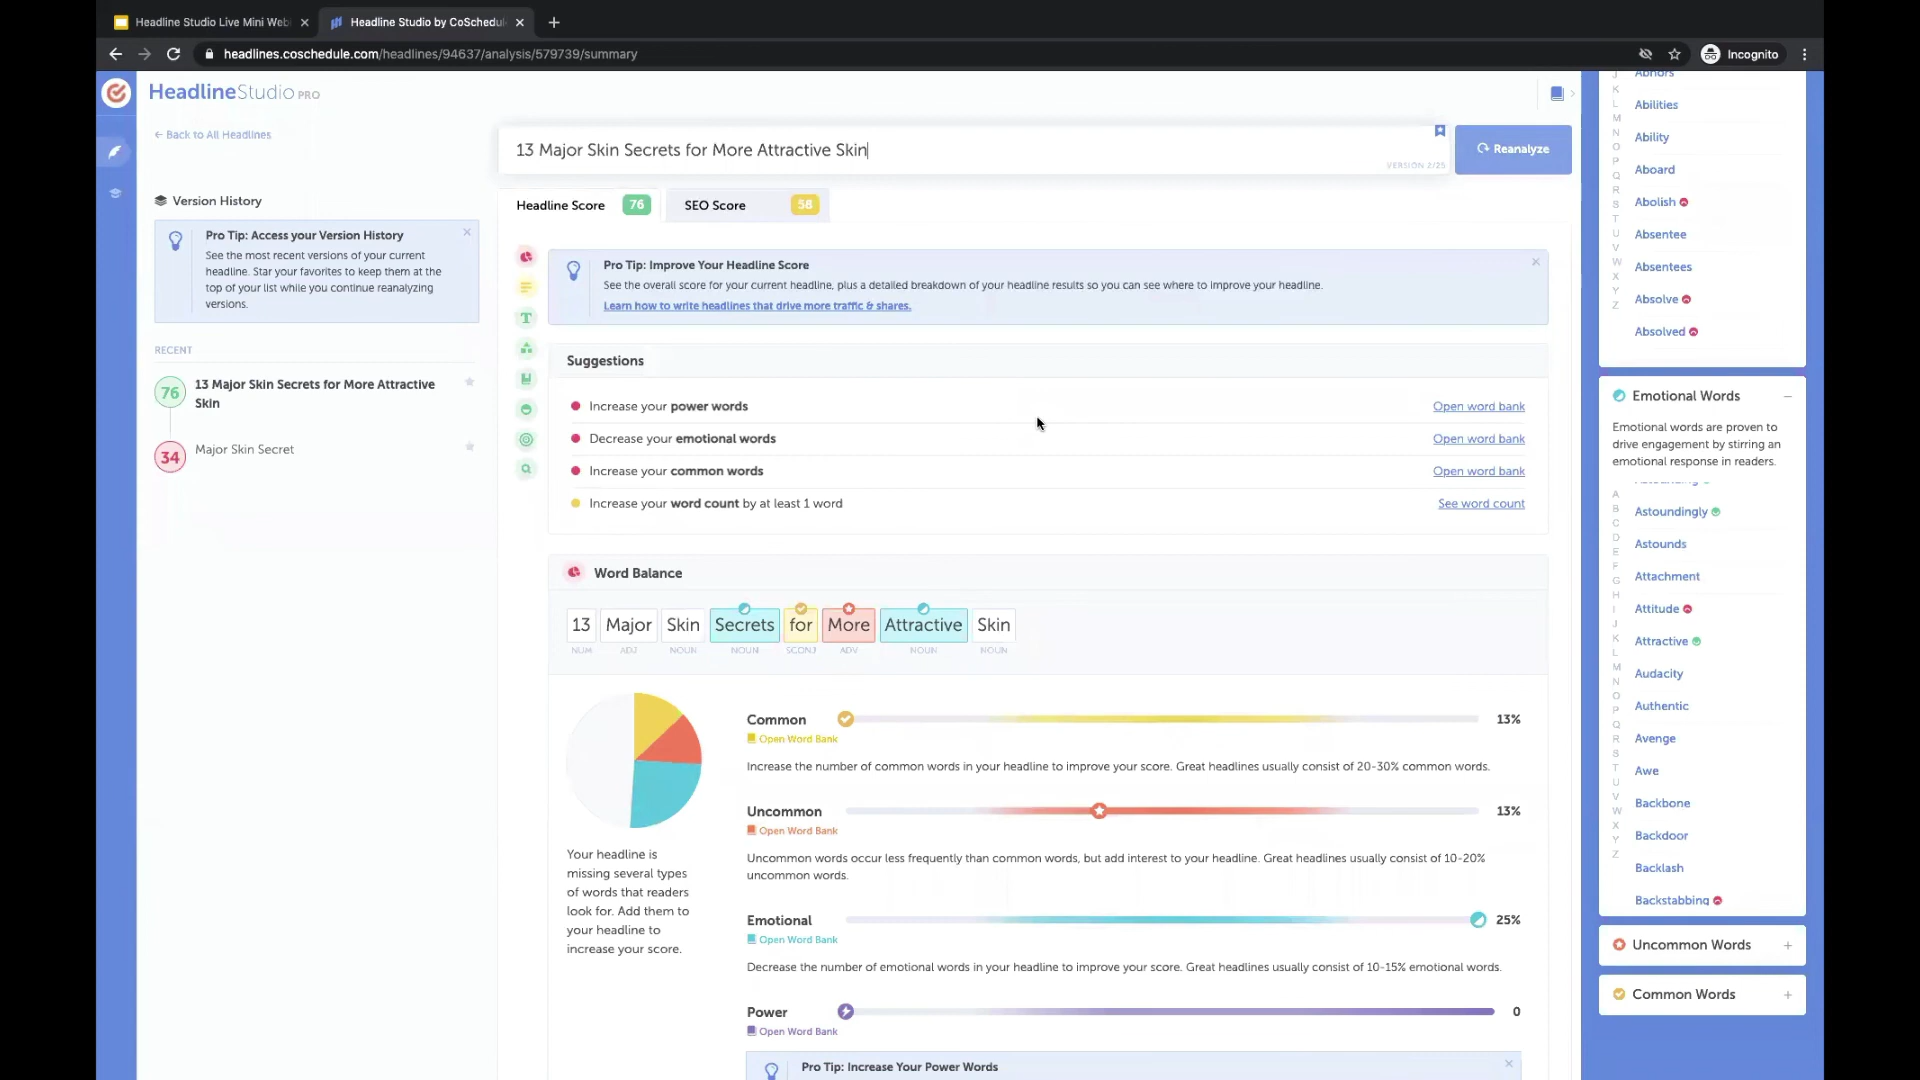 Headline Studio Live Mini Web
Headline Studio by CoSchedul
headlines.coschedule.com/headlines/94637/analysis/579739/summary
Incognito
HeadlineStudio PRO
← Back to All Headlines
13 Major Skin Secrets for More Attractive Skin
VERSION 2/25
Reanalyze
Version History
Pro Tip: Access your Version History
See the most recent versions of your current
headline. Star your favorites to keep them at the
top of your list while you continue reanalyzing
versions.
RECENT
76
13 Major Skin Secrets for More Attractive
Skin
34
Major Skin Secret
Headline Score 76
SEO Score 58
Pro Tip: Improve Your Headline Score
See the overall score for your current headline, plus a detailed breakdown of your headline results so you can see where to improve your headline.
Learn how to write headlines that drive more traffic & shares.
Suggestions
Increase your power words Open word bank
Decrease your emotional words Open word bank
Increase your common words Open word bank
Increase your word count by at least 1 word See word count
Word Balance
13 Major Skin Secrets for More Attractive Skin
NUM ADJ NOUN NOUN SCONJ ADV NOUN NOUN
Your headline is
missing several types
of words that readers
look for. Add them to
your headline to
increase your score.
Common 13%
Open Word Bank
Increase the number of common words in your headline to improve your score. Great headlines usually consist of 20-30% common words.
Uncommon 13%
Open Word Bank
Uncommon words occur less frequently than common words, but add interest to your headline. Great headlines usually consist of 10-20%
uncommon words.
Emotional 25%
Open Word Bank
Decrease the number of emotional words in your headline to improve your score. Great headlines usually consist of 10-15% emotional words.
Power 0
Open Word Bank
Pro Tip: Increase Your Power Words
J
K
L
M
N
O
P
Q
R
S
T
U
V
W
X
Y
Z
Abhors
Abilities
Ability
Aboard
Abolish
Absentee
Absentees
Absolve
Absolved
Emotional Words
Emotional words are proven to
drive engagement by stirring an
emotional response in readers.
A
B
C
D
E
F
G
H
I
J
K
L
M
N
O
P
Q
R
S
T
U
V
W
X
Y
Z
Astoundingly
Astounds
Attachment
Attitude
Attractive
Audacity
Authentic
Avenge
Awe
Backbone
Backdoor
Backlash
Backstabbing
Uncommon Words
Common Words